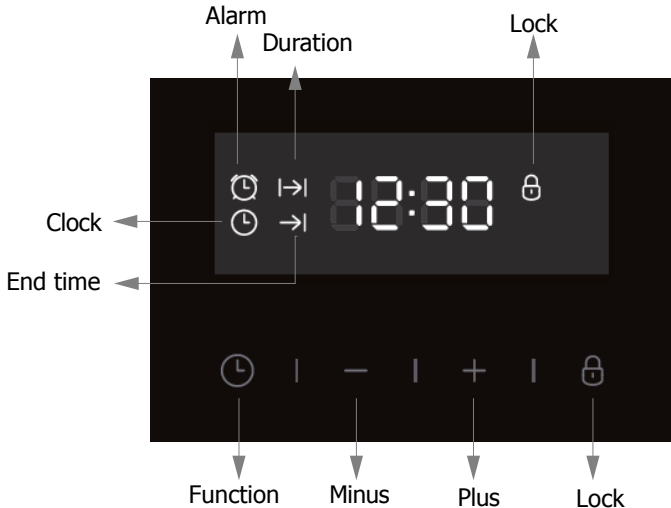 Alarm
Duration
Lock
12:30
Clock
End time
Function
Minus
Plus
Lock